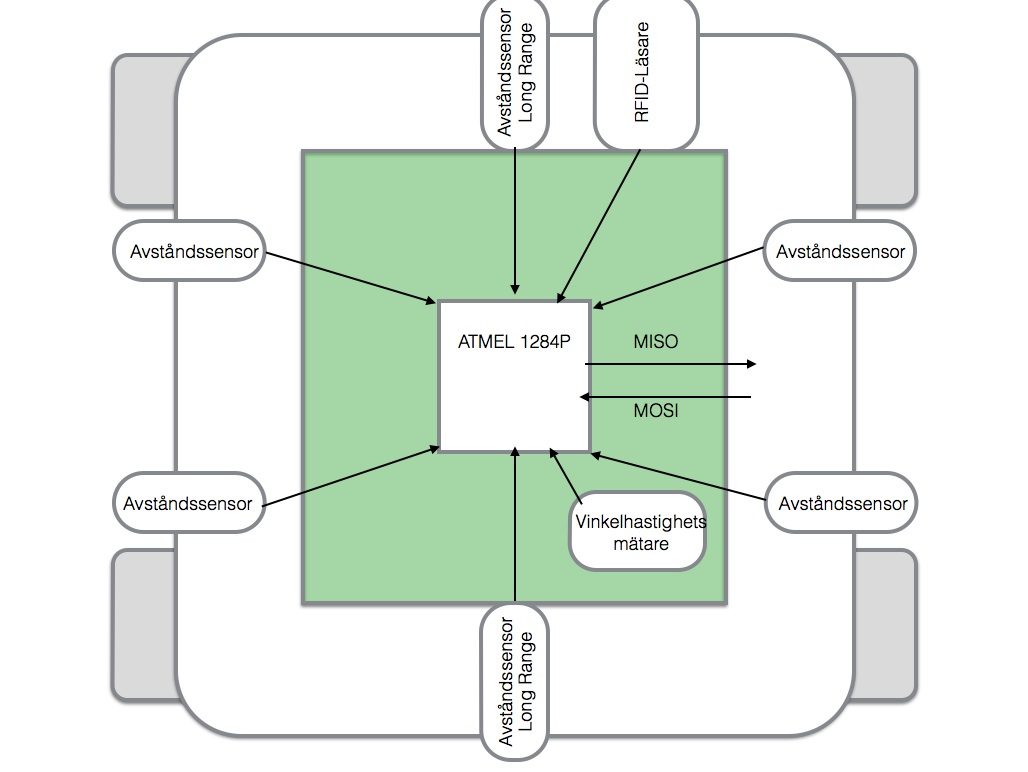 Avståndssensor
Long Range
RFID-Läsare
Avståndssensor
Avståndssensor
ATMEL 1284P
MISO
MOSI
Avståndssensor
Avståndssensor
Vinkelhastighets
mätare
Avståndssensor
Long Range